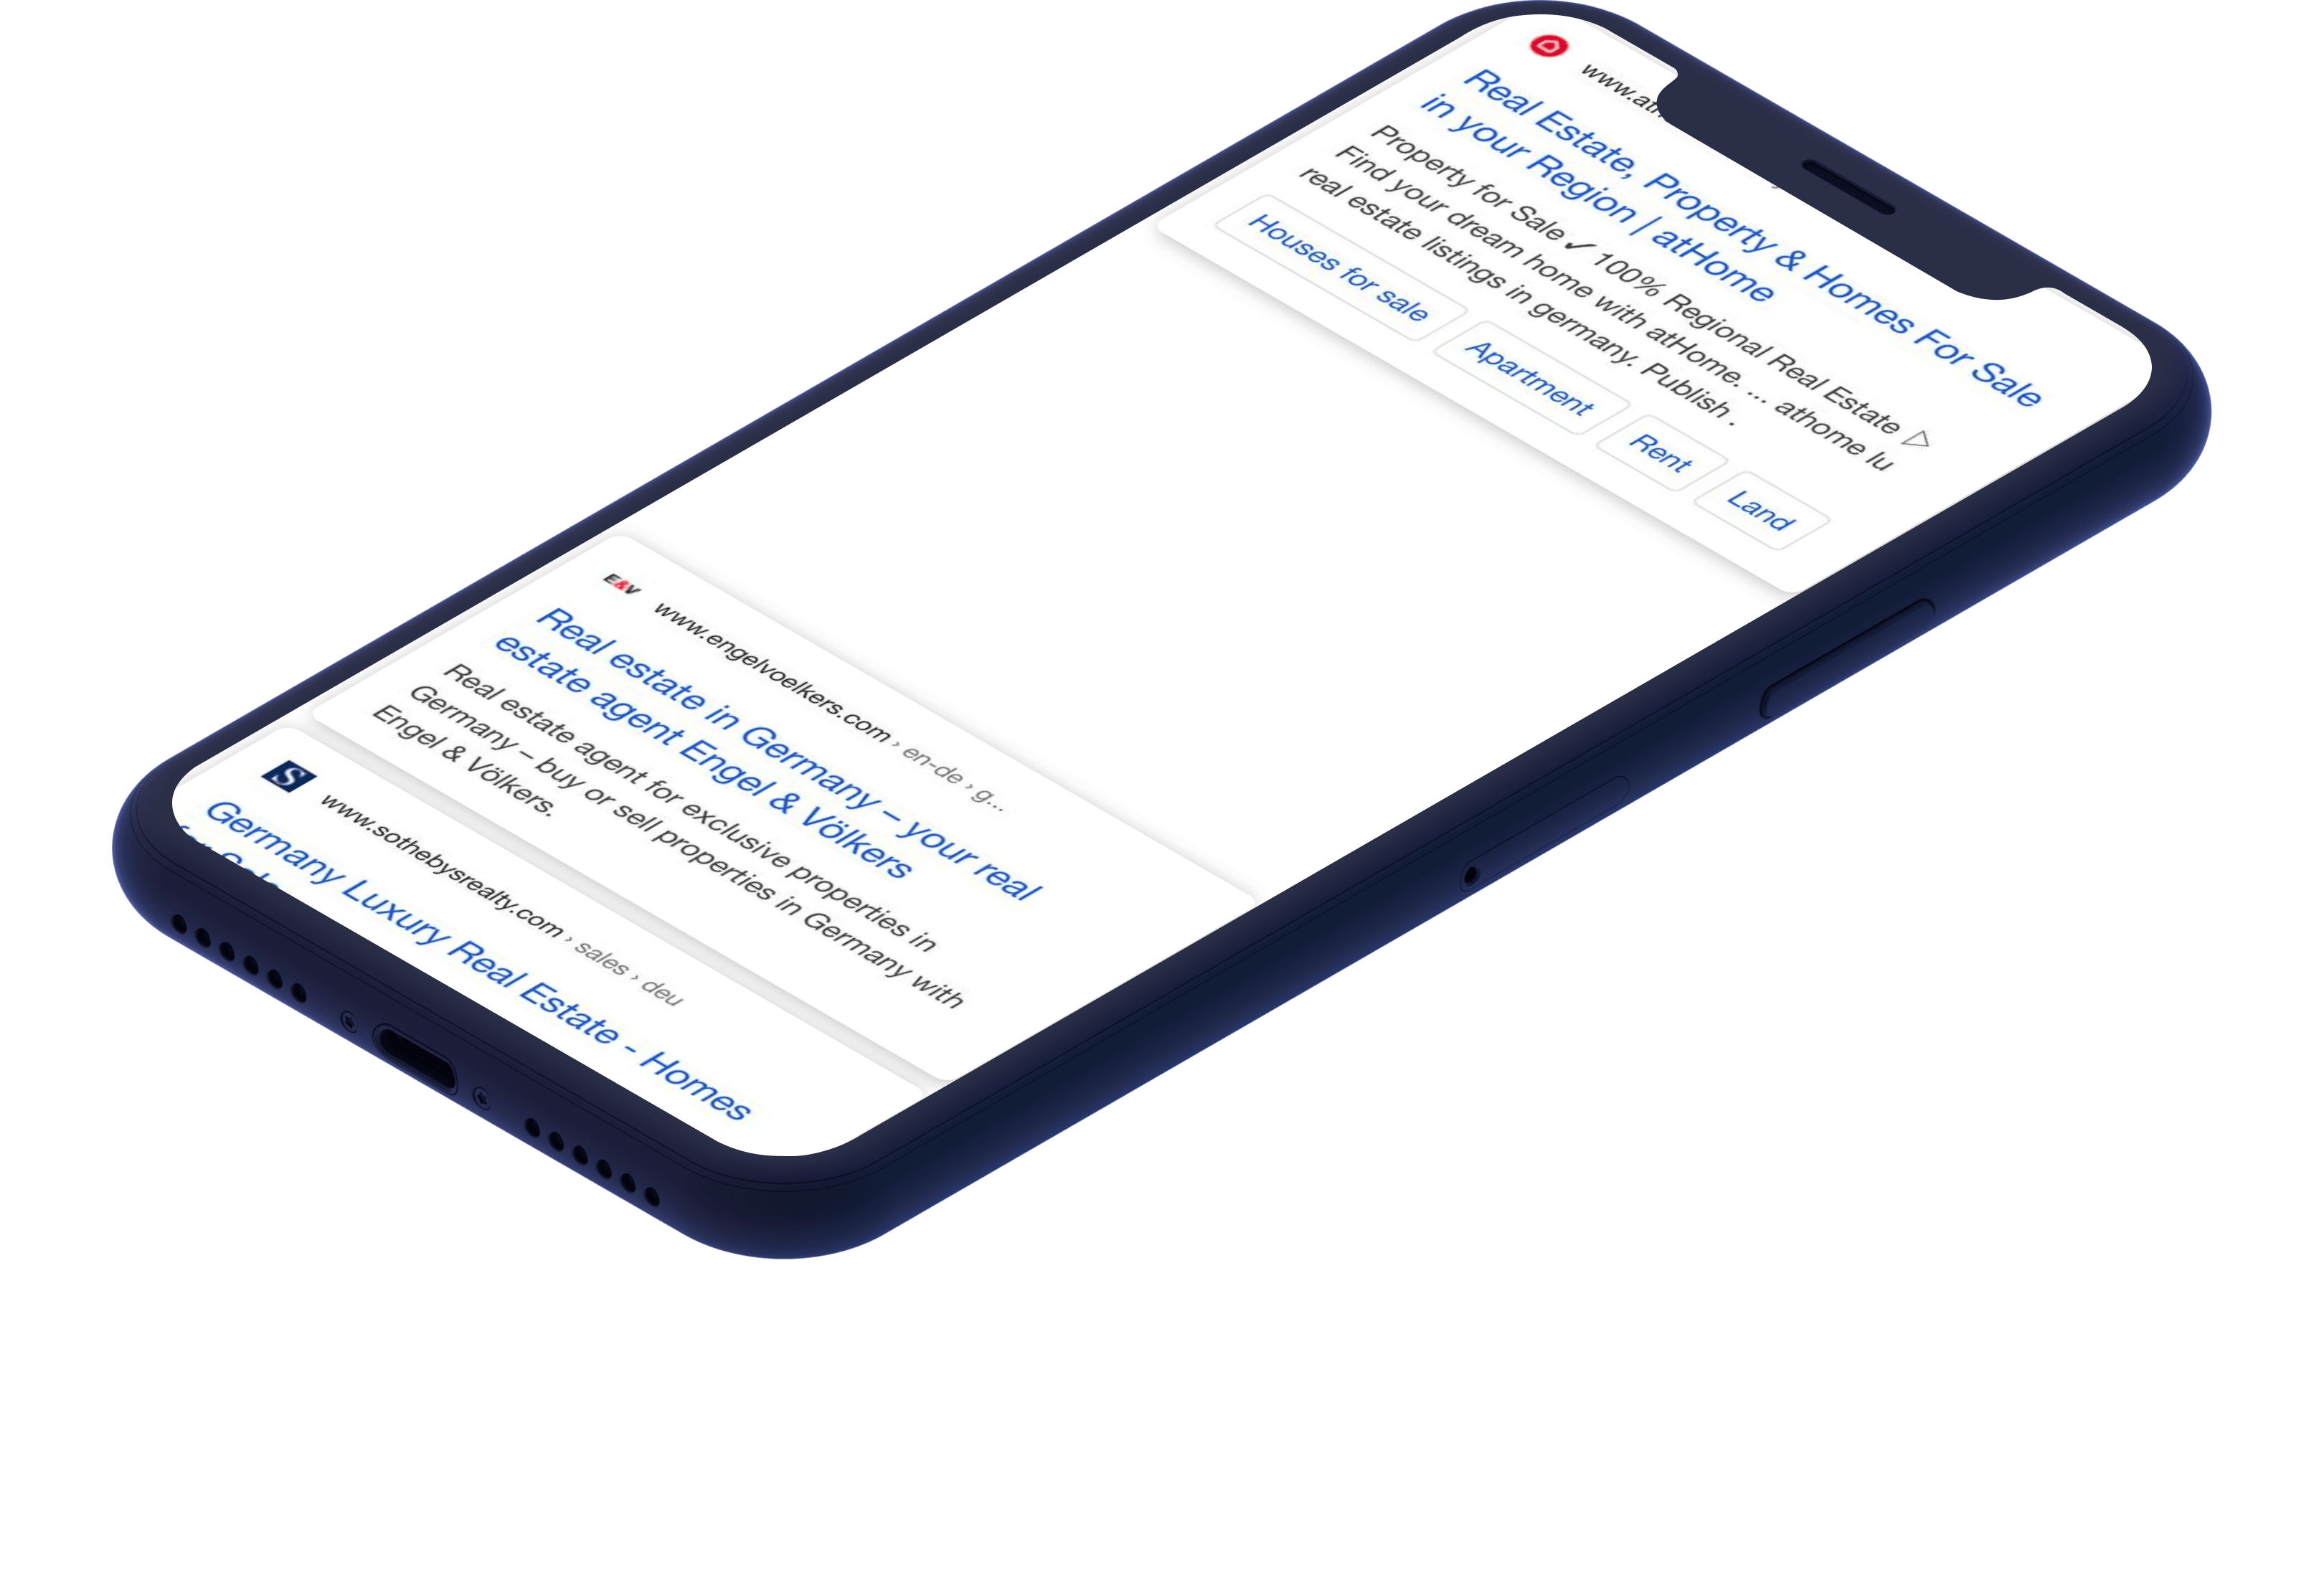 Real Estate, Property & Homes For Sale
in your Region | atHome
Property for Sale ✓ 100% Regional Real Estate
Find your dream home with atHome. ... athome lu
real estate listings in germany. Publish .
Houses for sale
Apartment
Rent
Land
E&V
www.engelvoelkers.com › en-de › g...
Real estate in Germany – your real
estate agent Engel & Völkers
Real estate agent for exclusive properties in
Germany – buy or sell properties in Germany with
Engel & Völkers.
S
www.sothebysrealty.com › sales › deu
Germany Luxury Real Estate - Homes